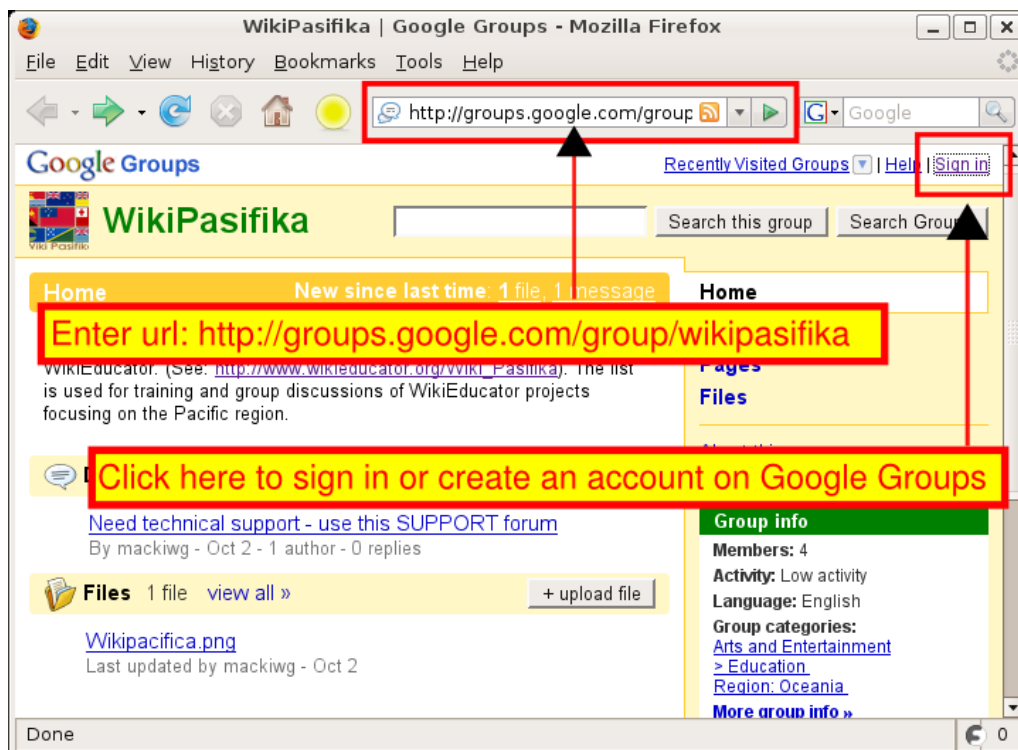 WikiPasifika | Google Groups - Mozilla Firefox
File Edit View History Bookmarks Tools Help
http://groups.google.com/group
G Google
Google Groups
Recently Visited Groups | Help | Sign in
Viki Pasifik
WikiPasifika
Search this group Search Grou
Home New since last time: 1 file, 1 message
Home
Enter url: http://groups.google.com/group/wikipasifika
WikiEducator. (See: http://www.wikieducator.org/Wiki_Pasifika). The list
is used for training and group discussions of WikiEducator projects
focusing on the Pacific region.
Pages
Files
Click here to sign in or create an account on Google Groups
Need technical support - use this SUPPORT forum
By mackiwg - Oct 2 - 1 author - 0 replies
Files 1 file view all »
+ upload file
Wikipacifica.png
Last updated by mackiwg - Oct 2
Group info
Members: 4
Activity: Low activity
Language: English
Group categories:
Arts and Entertainment
> Education
Region: Oceania
More group info »
Done
0